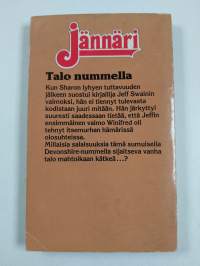 Jännäri
Talo nummella
Kun Sharon lyhyen tuttavuuden
jälkeen suostui kirjailija Jeff Swainin
vaimoksi, hän ei tiennyt tulevasta
kodistaan juuri mitään. Hän järkyttyi
suuresti saadessaan tietää, että Jeffin
ensimmäinen vaimo Winifred oli
tehnyt itsemurhan hämärissä
olosuhteissa.
Millaisia salaisuuksia tämä sumuisella
Devonshire-nummella sijaitseva vanha
talo mahtoikaan kätkeä...?